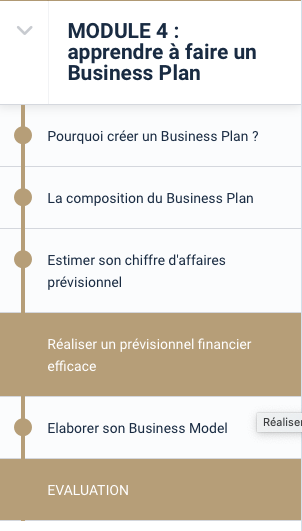 MODULE 4 :
apprendre à faire un
Business Plan
Pourquoi créer un Business Plan ?
La composition du Business Plan
Estimer son chiffre d'affaires
prévisionnel
Réaliser un prévisionnel financier
efficace
Elaborer son Business Model
Réaliser
EVALUATION